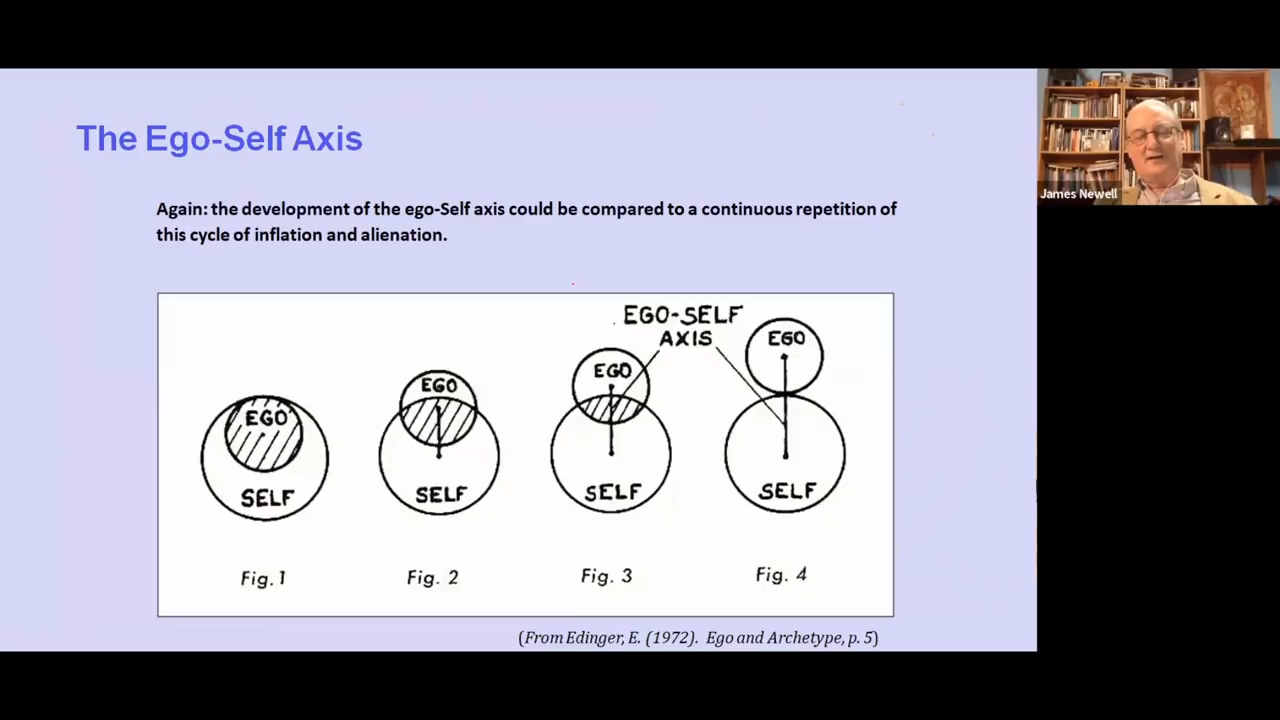 The Ego-Self Axis
James Newell
Again: the development of the ego-Self axis could be compared to a continuous repetition of
this cycle of inflation and alienation.
EGO-SELF
AXIS
EGO
SELF
Fig.1
EGO
SELF
Fig. 2
EGO
SELF
Fig. 3
EGO
SELF
Fig. 4
(From Edinger, E. (1972). Ego and Archetype, p. 5)